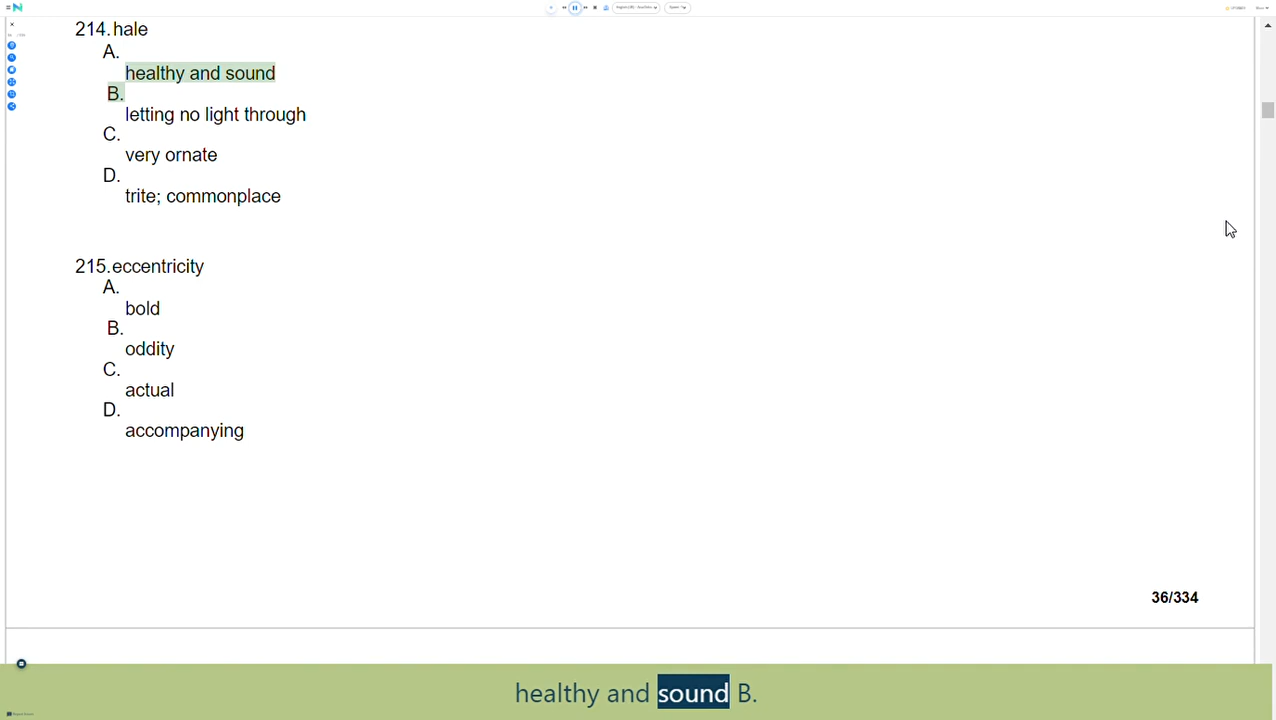 214. hale
A.
healthy and sound
B.
letting no light through
C.
very ornate
D.
trite; commonplace
215. eccentricity
A.
bold
B.
oddity
C.
actual
D.
accompanying
36/334
healthy and sound B.